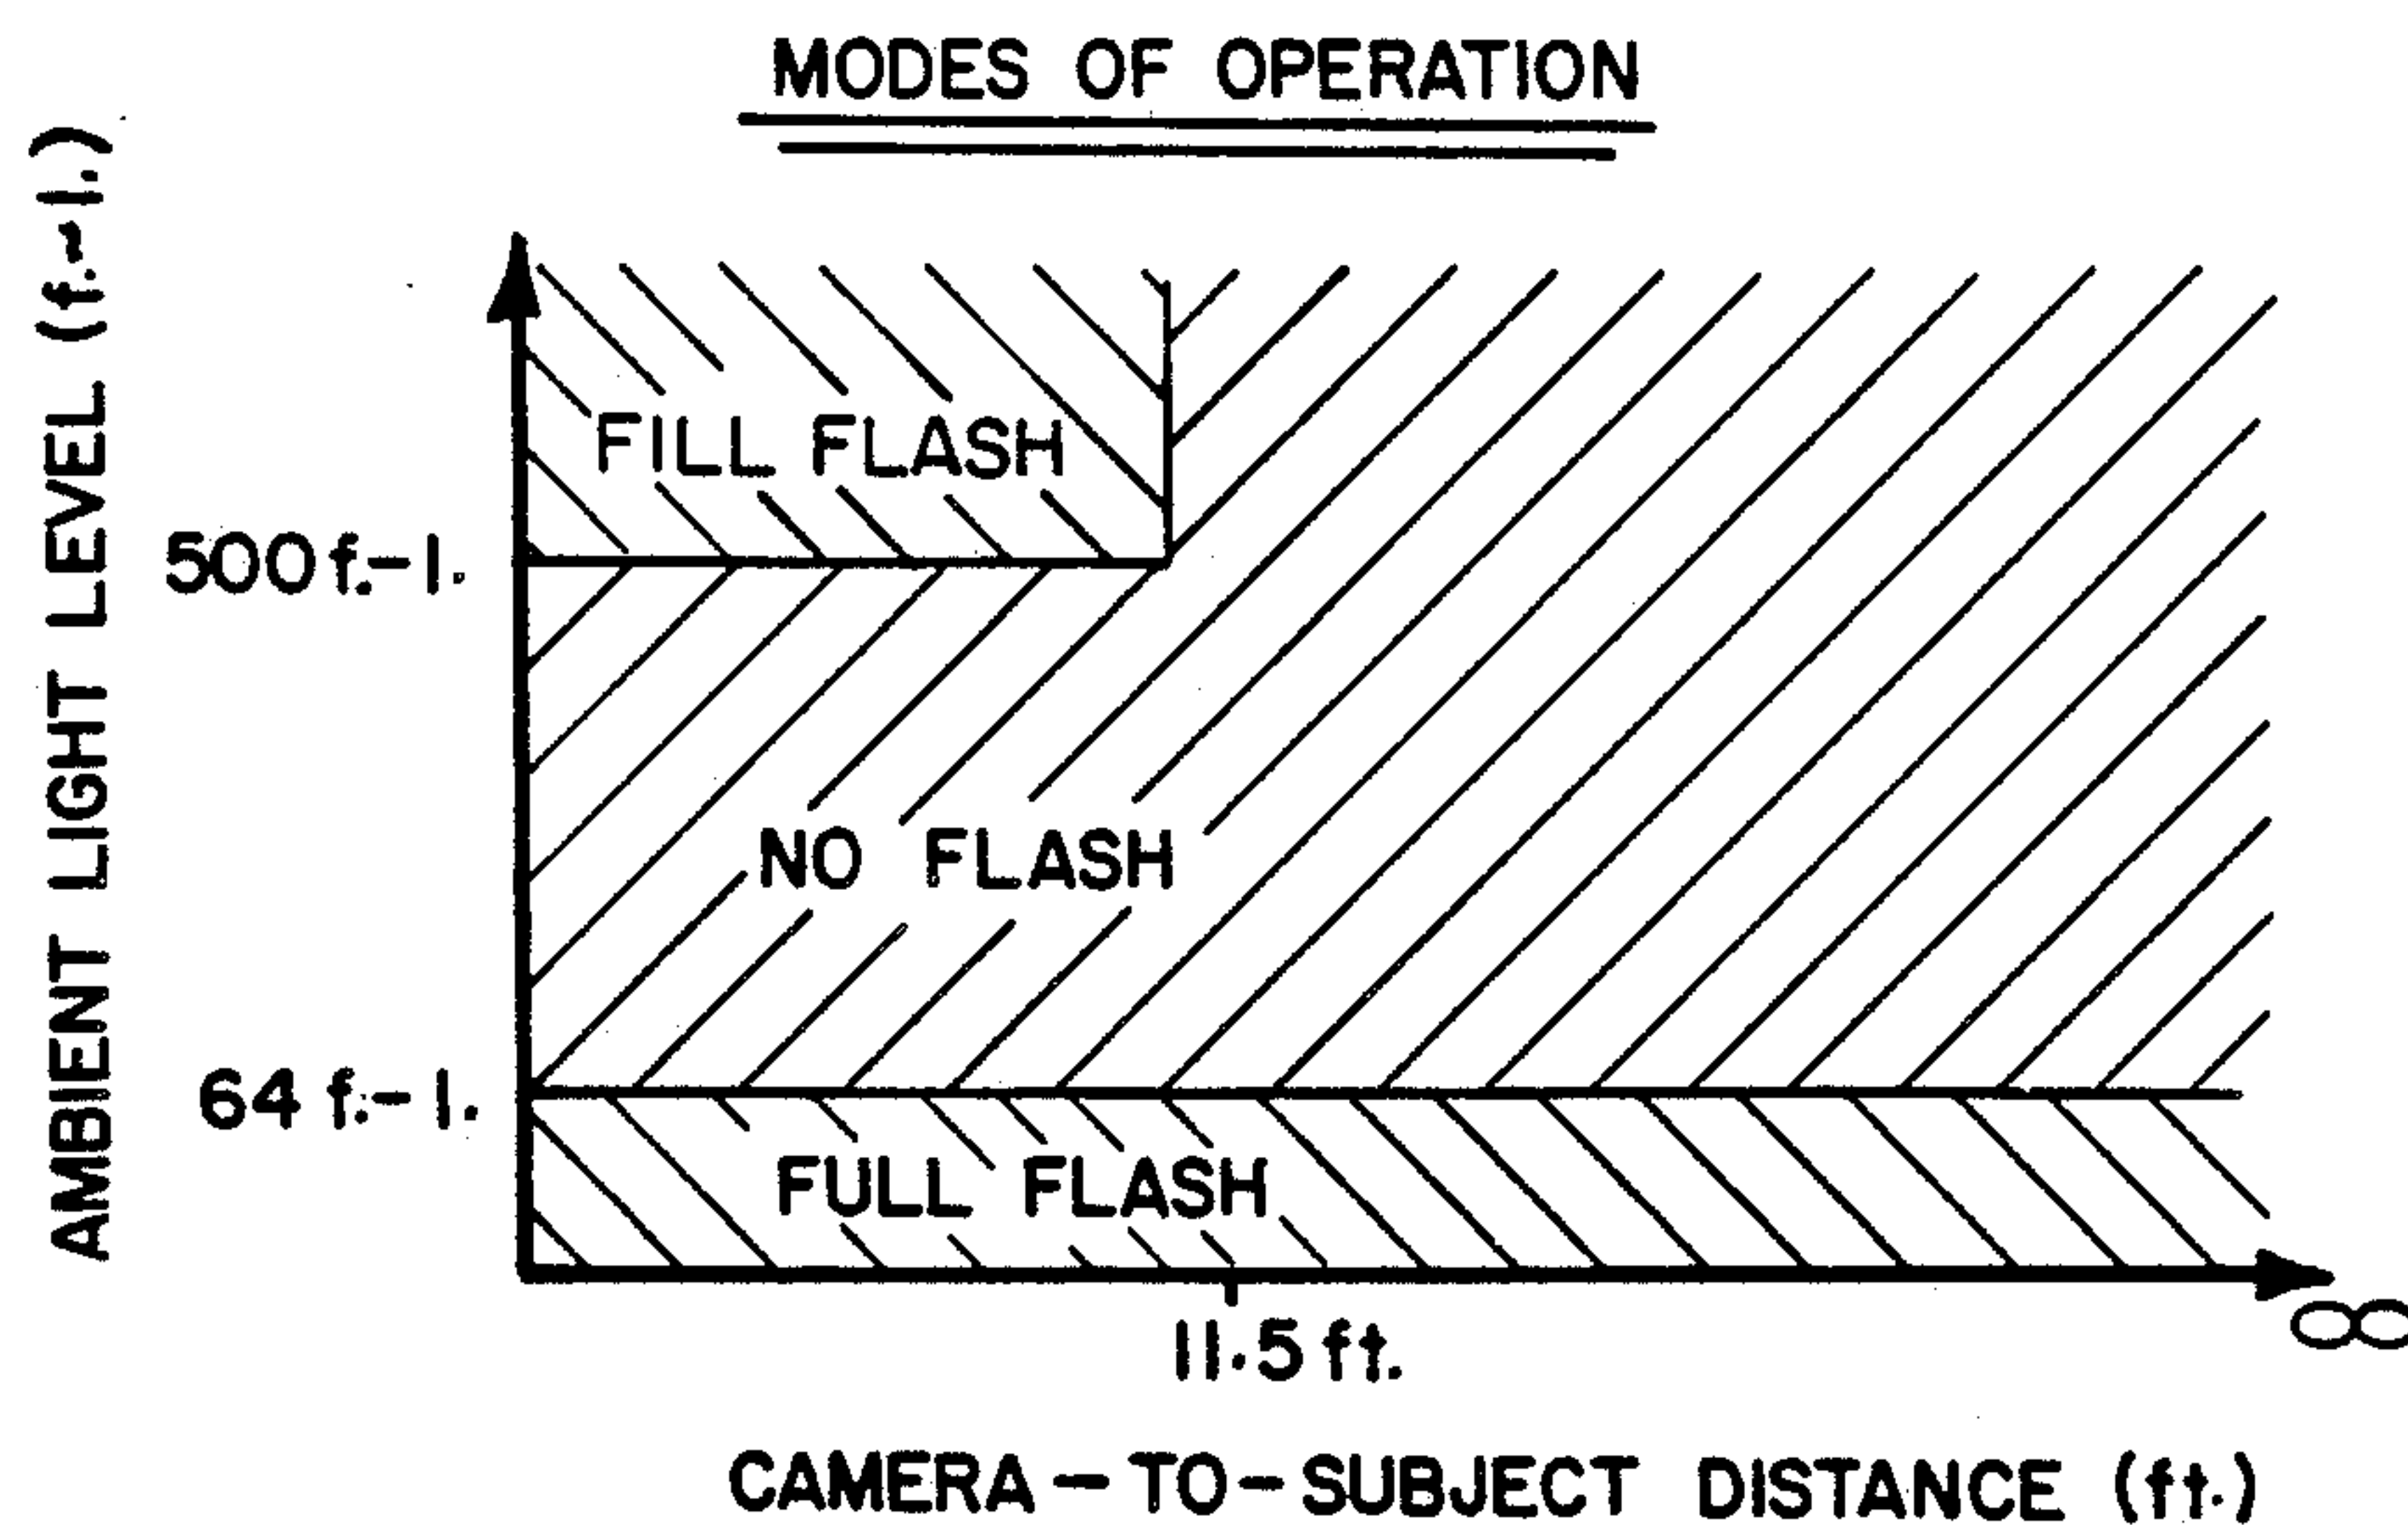 MODES OF OPERATION
AMBIENT LIGHT LEVEL (f.-l.)
FILL FLASH
500 f.-l.
NO FLASH
64 f.-l.
FULL FLASH
11.5 ft.
∞
CAMERA-TO-SUBJECT DISTANCE (ft.)